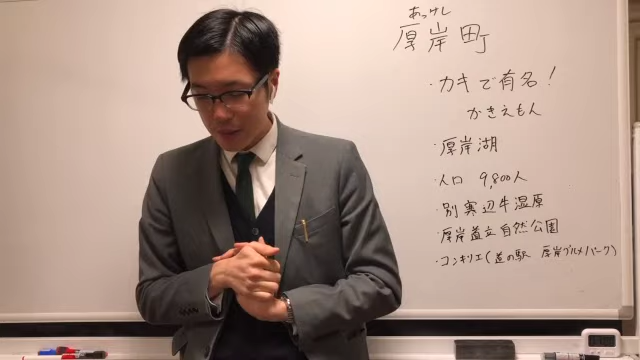 あっけし
厚岸町
・カキで有名！
かきえもん
・厚岸湖
・人口 9,800人
・別寒辺牛湿原
・厚岸道立自然公園
・コンキリエ(道の駅 厚岸グルメパーク)